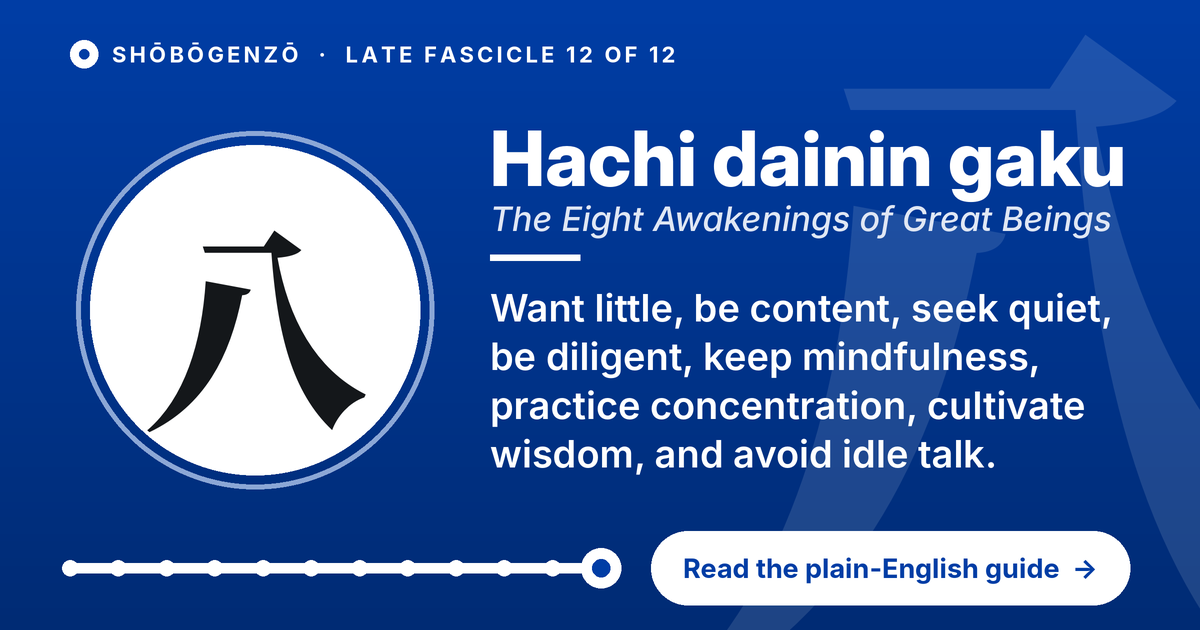 SHŌBŌGENZŌ · LATE FASCICLE 12 OF 12
八
Hachi dainin gaku
The Eight Awakenings of Great Beings
Want little, be content, seek quiet,
be diligent, keep mindfulness,
practice concentration, cultivate
wisdom, and avoid idle talk.
Read the plain-English guide →